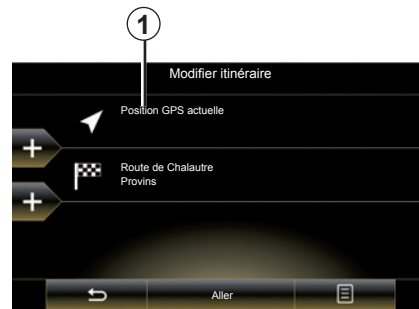 1
Modifier itinéraire
Position GPS actuelle
Route de Chalautre
Provins
Aller